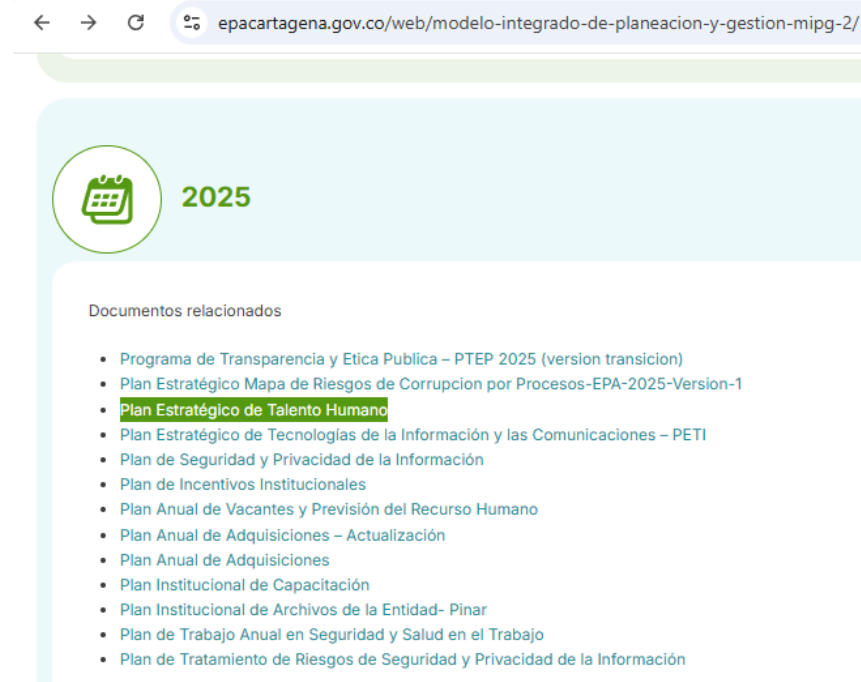 epacartagena.gov.co/web/modelo-integrado-de-planeacion-y-gestion-mipg-2/
2025
Documentos relacionados
Programa de Transparencia y Etica Publica – PTEP 2025 (version transicion)
Plan Estratégico Mapa de Riesgos de Corrupcion por Procesos-EPA-2025-Version-1
Plan Estratégico de Talento Humano
Plan Estratégico de Tecnologías de la Información y las Comunicaciones – PETI
Plan de Seguridad y Privacidad de la Información
Plan de Incentivos Institucionales
Plan Anual de Vacantes y Previsión del Recurso Humano
Plan Anual de Adquisiciones – Actualización
Plan Anual de Adquisiciones
Plan Institucional de Capacitación
Plan Institucional de Archivos de la Entidad- Pinar
Plan de Trabajo Anual en Seguridad y Salud en el Trabajo
Plan de Tratamiento de Riesgos de Seguridad y Privacidad de la Información